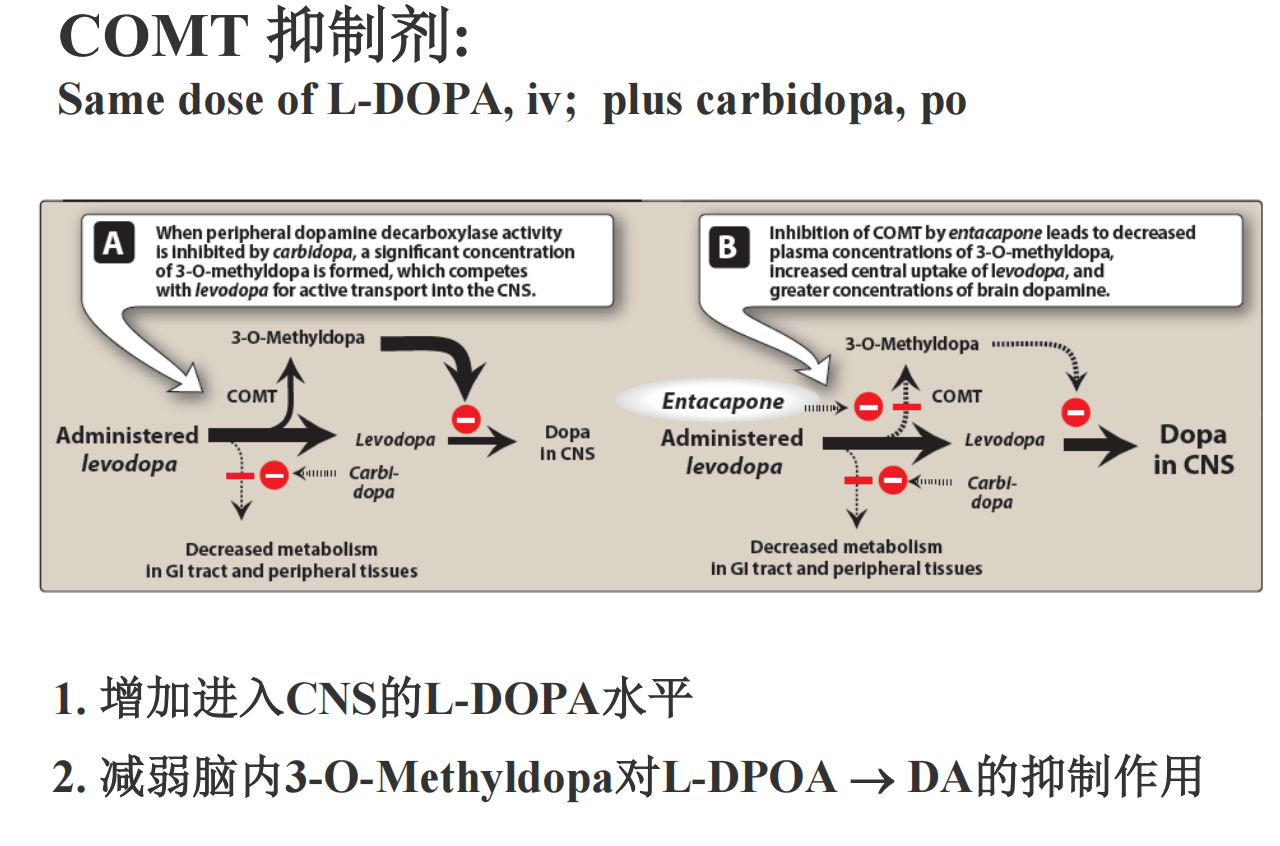 COMT 抑制剂:
Same dose of L-DOPA, iv; plus carbidopa, po
A
When peripheral dopamine decarboxylase activity
is inhibited by carbidopa, a significant concentration
of 3-O-methyldopa is formed, which competes
with levodopa for active transport into the CNS.
3-O-Methyldopa
COMT
Administered
levodopa
Levodopa
Dopa
in CNS
Carbi-
dopa
Decreased metabolism
in GI tract and peripheral tissues
B
Inhibition of COMT by entacapone leads to decreased
plasma concentrations of 3-O-methyldopa,
increased central uptake of levodopa, and
greater concentrations of brain dopamine.
3-O-Methyldopa
Entacapone
COMT
Administered
levodopa
Levodopa
Dopa
in CNS
Carbi-
dopa
Decreased metabolism
in GI tract and peripheral tissues
1. 增加进入CNS的L-DOPA水平
2. 减弱脑内3-O-Methyldopa对L-DPOA → DA的抑制作用